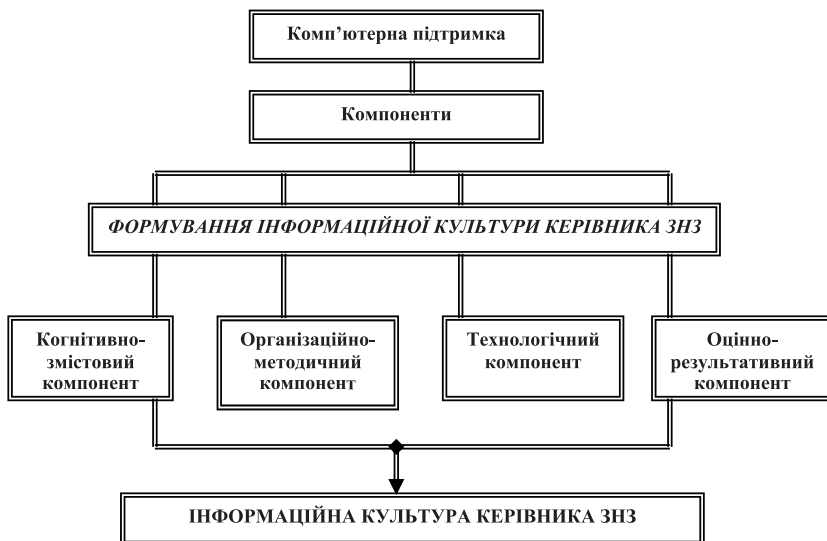 Комп’ютерна підтримка
Компоненти
ФОРМУВАННЯ ІНФОРМАЦІЙНОЇ КУЛЬТУРИ КЕРІВНИКА ЗНЗ
Когнітивно-
змістовий
компонент
Організаційно-
методичний
компонент
Технологічний
компонент
Оцінно-
результативний
компонент
ІНФОРМАЦІЙНА КУЛЬТУРА КЕРІВНИКА ЗНЗ